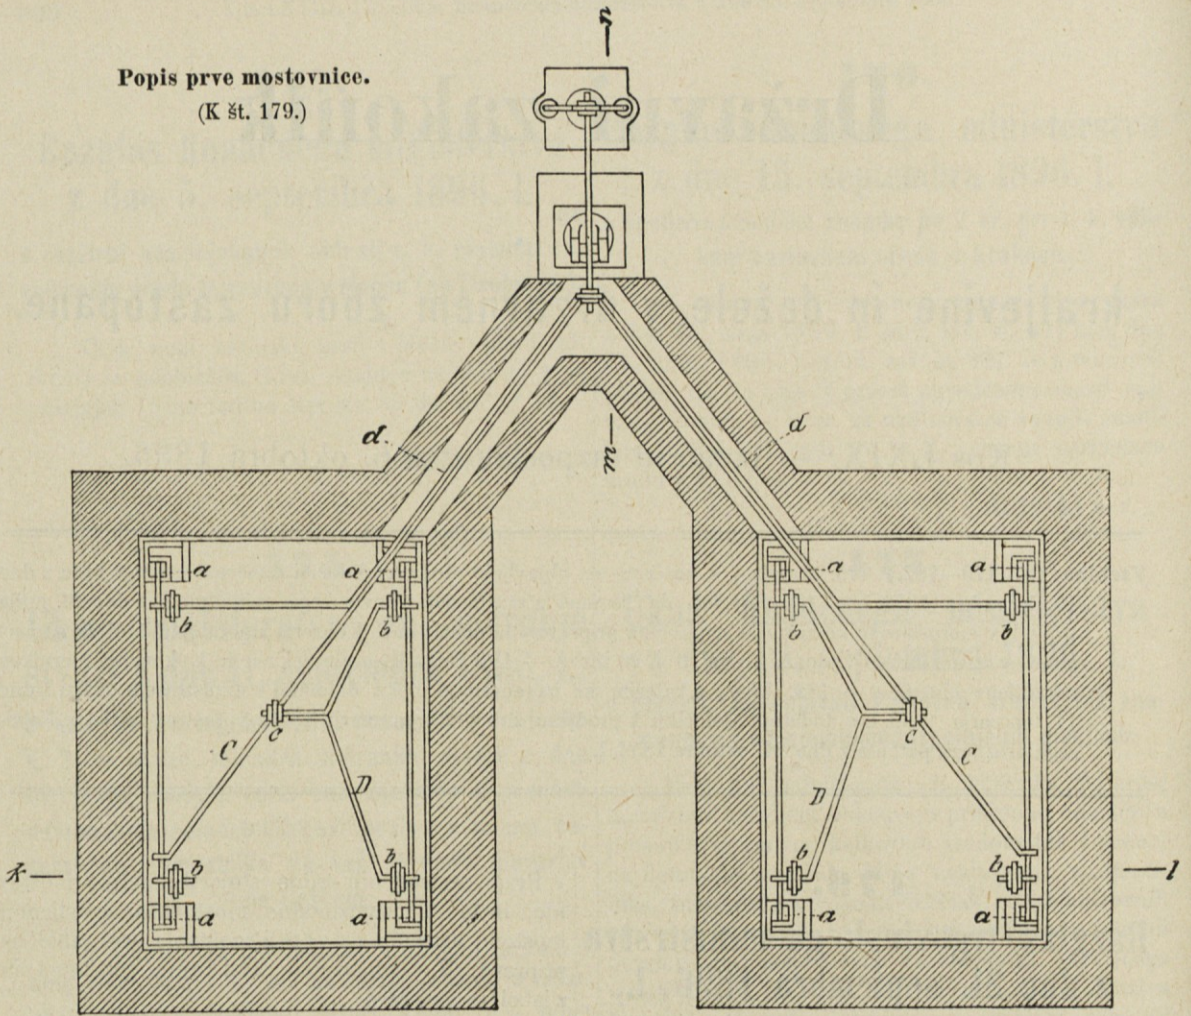 n
Popis prve mostovnice.
(K št. 179.)
d d
m
a a a a
b b b b
c c
C C
D D
b b b b
k l
a a a a